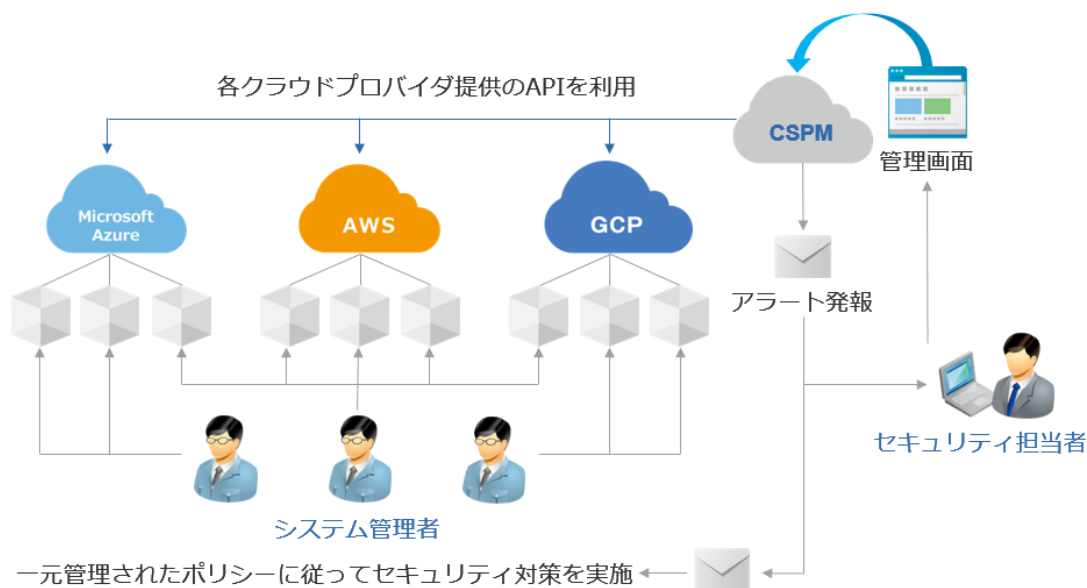 各クラウドプロバイダ提供のAPIを利用
CSPM
管理画面
Microsoft
Azure
AWS
GCP
アラート発報
セキュリティ担当者
システム管理者
一元管理されたポリシーに従ってセキュリティ対策を実施